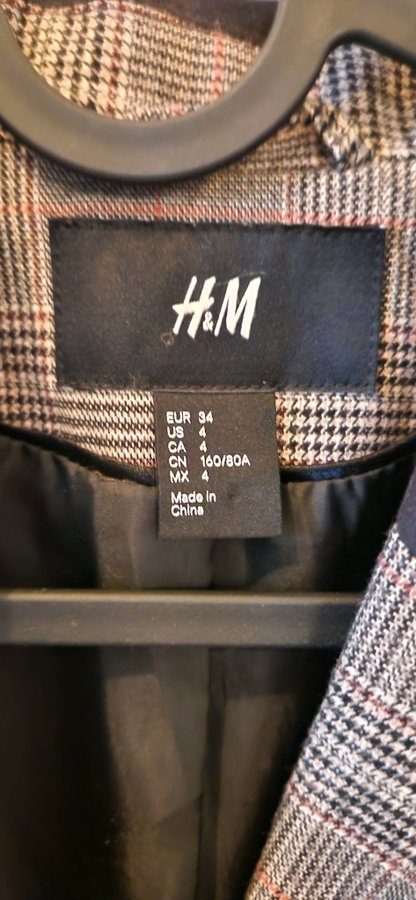 H&M
EUR 34
US 4
CA 4
CN 160/80A
MX 4
Made in
China